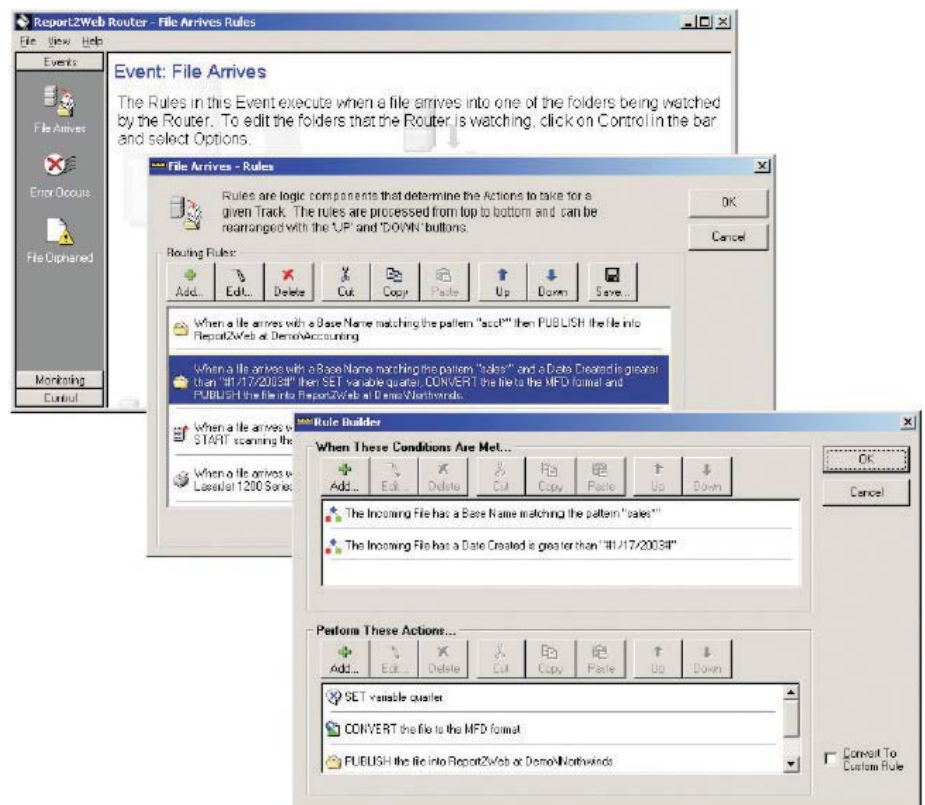 Report2Web Router - File Arrives Rules
File View Help
Events
File Arrives
Error Occurs
File Orphaned
Monitoring
Control
Event: File Arrives
The Rules in this Event execute when a file arrives into one of the folders being watched
by the Router. To edit the folders that the Router is watching, click on Control in the bar
and select Options.
File Arrives - Rules
Rules are logic components that determine the Actions to take for a
given Track. The rules are processed from top to bottom and can be
rearranged with the 'UP' and 'DOWN' buttons.
OK
Cancel
Routing Rules:
Add... Edit... Delete Cut Copy Paste Up Down Save...
When a file arrives with a Base Name matching the pattern "acct*" then PUBLISH the file into
Report2Web at Demo\Accounting
When a file arrives with a Base Name matching the pattern "sales*" and a Date Created is greater
than "#1/17/2003#" then SET variable quarter, CONVERT the file to the MFD format and
PUBLISH the file into Report2Web at Demo\Northwinds.
When a file arrives w
START scanning the
When a file arrives w
LaserJet 1200 Series
Rule Builder
When These Conditions Are Met...
Add... Edit... Delete Cut Copy Paste Up Down
The Incoming File has a Base Name matching the pattern "sales*"
The Incoming File has a Date Created is greater than "#1/17/2003#"
OK
Cancel
Perform These Actions...
Add... Edit... Delete Cut Copy Paste Up Down
SET variable quarter
CONVERT the file to the MFD format
PUBLISH the file into Report2Web at Demo\Northwinds
Convert To
Custom Rule